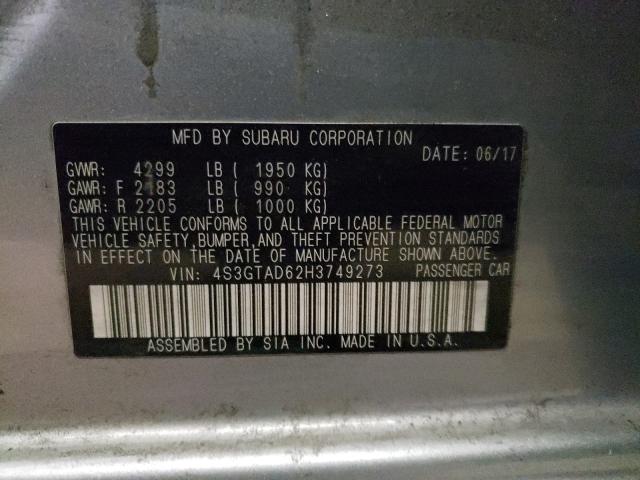 MFD BY SUBARU CORPORATION
DATE: 06/17
GVWR: 4299 LB ( 1950 KG)
GAWR: F 2183 LB ( 990 KG)
GAWR: R 2205 LB ( 1000 KG)
THIS VEHICLE CONFORMS TO ALL APPLICABLE FEDERAL MOTOR
VEHICLE SAFETY, BUMPER, AND THEFT PREVENTION STANDARDS
IN EFFECT ON THE DATE OF MANUFACTURE SHOWN ABOVE.
VIN: 4S3GTAD62H3749273 PASSENGER CAR
ASSEMBLED BY SIA INC. MADE IN U.S.A.